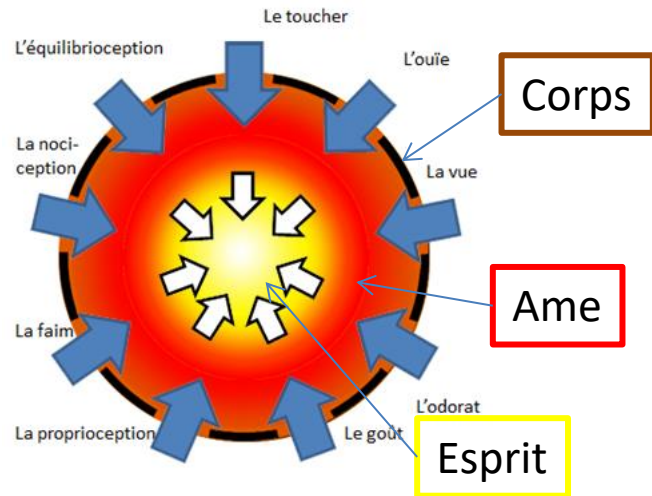 Le toucher
L'équilibrioception
L'ouïe
Corps
La noci-
ception
La vue
Ame
La faim
L'odorat
La proprioception
Le goût
Esprit